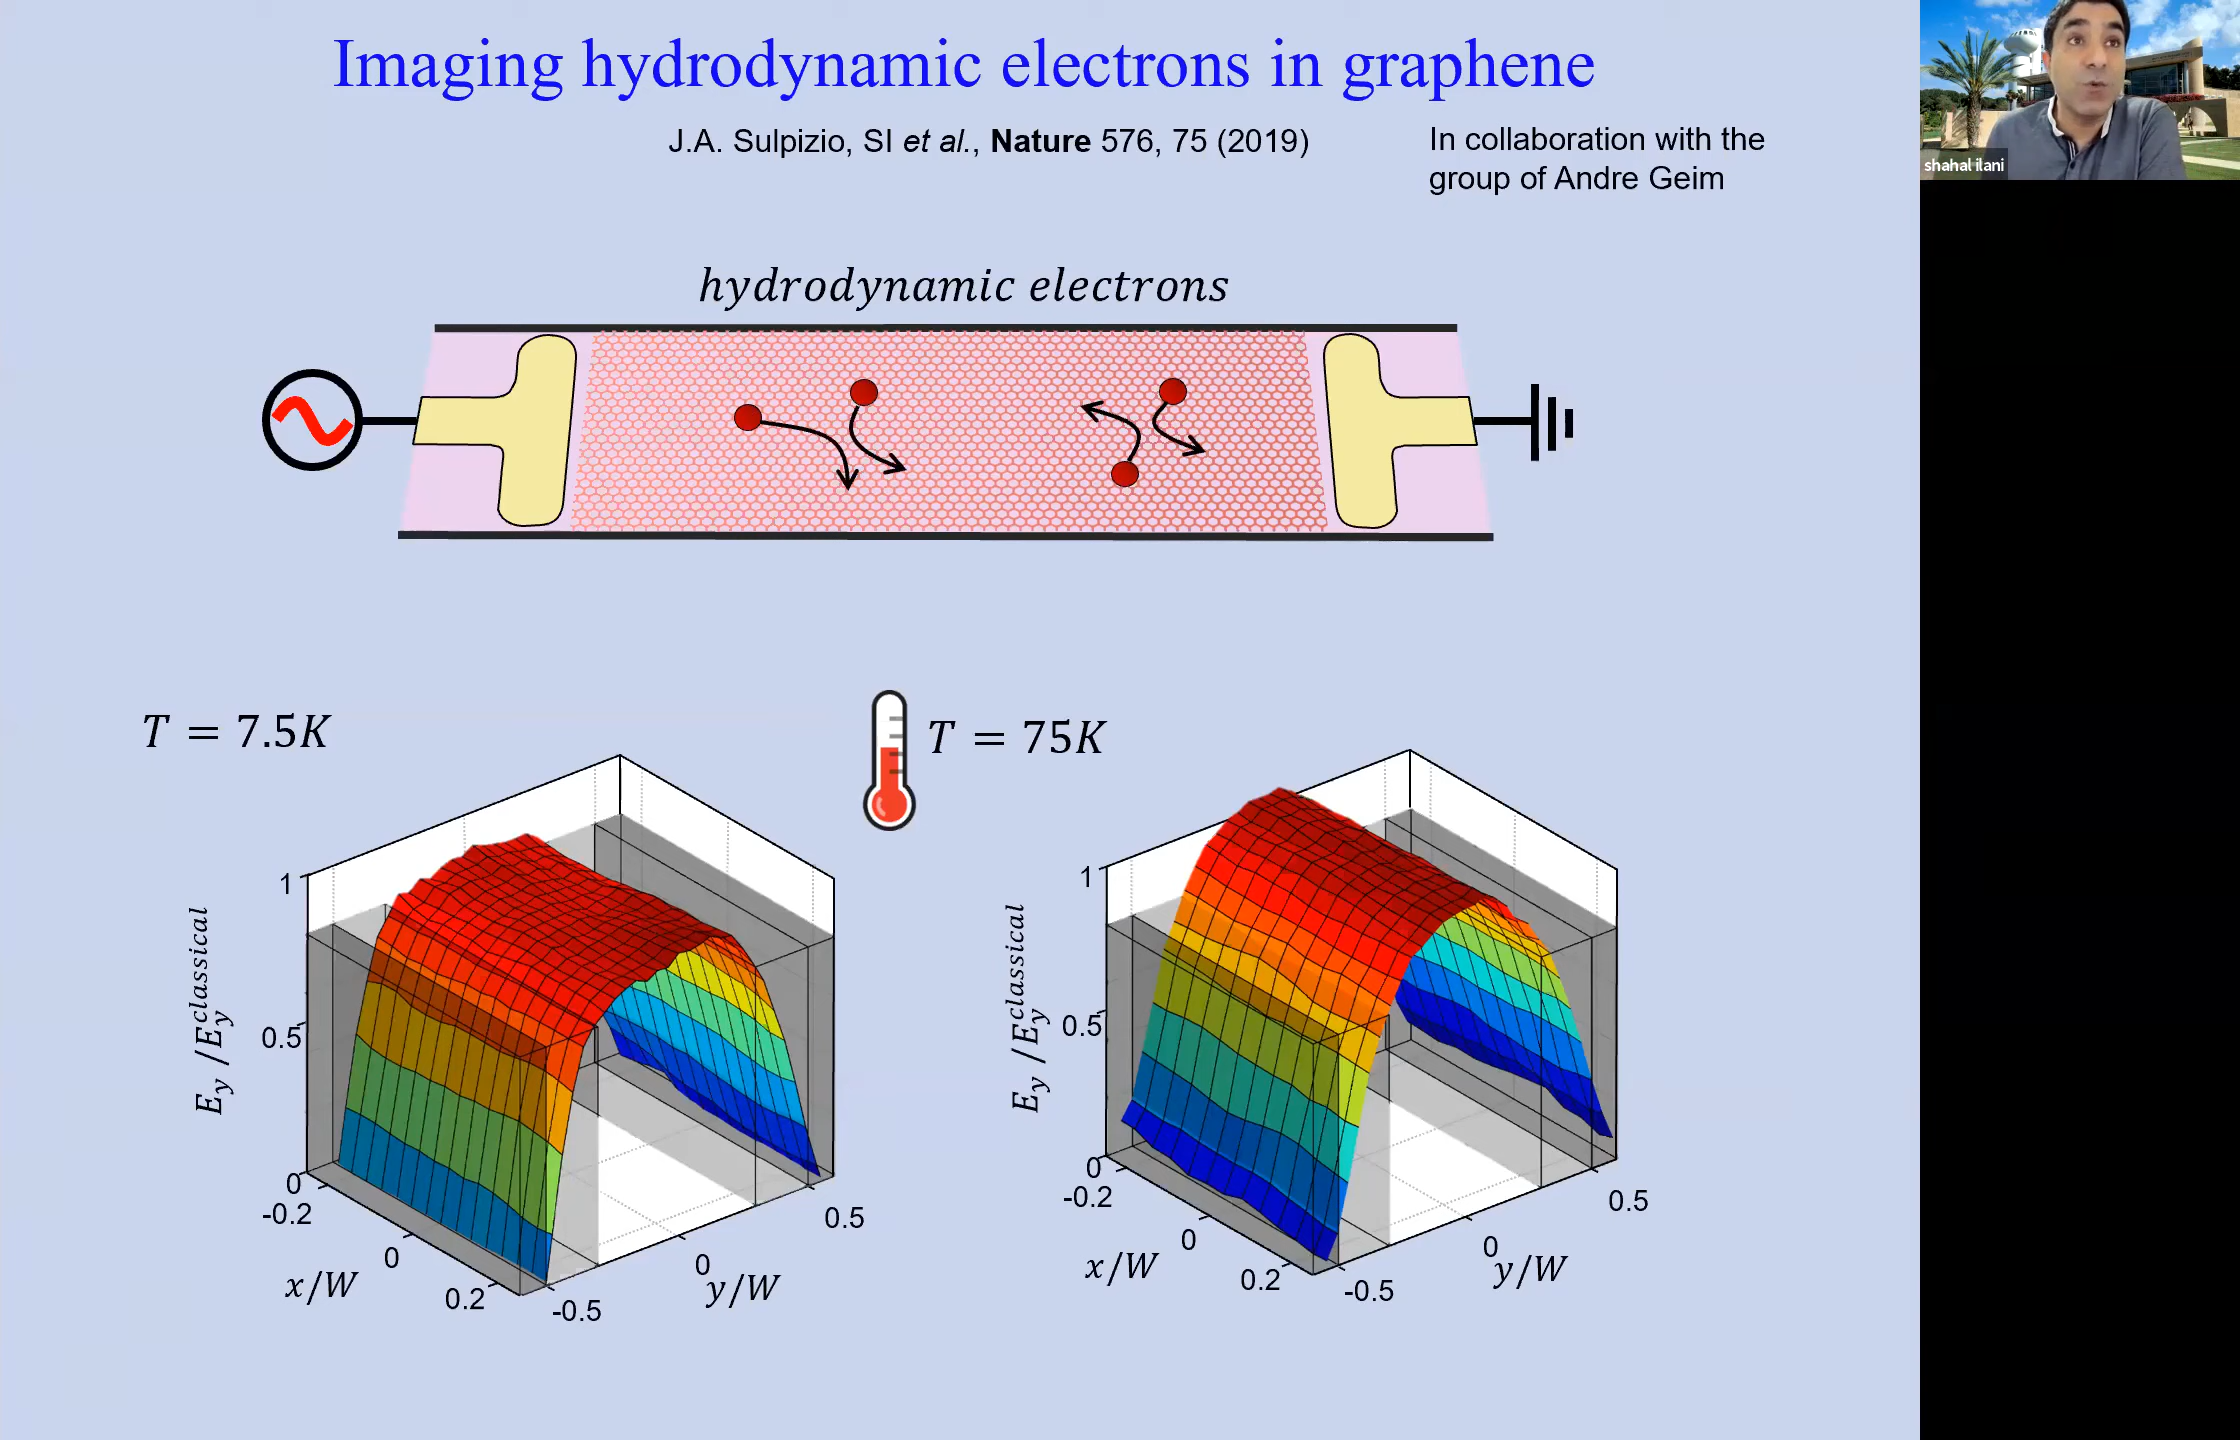 Imaging hydrodynamic electrons in graphene
J.A. Sulpizio, SI et al., Nature 576, 75 (2019)
In collaboration with the
group of Andre Geim
shahal ilani
hydrodynamic electrons
T = 7.5K
T = 75K
E_y /E_y^classical
1
0.5
0
-0.2
0
0.2
x/W
-0.5
0
0.5
y/W
E_y /E_y^classical
1
0.5
0
-0.2
0
0.2
x/W
-0.5
0
0.5
y/W